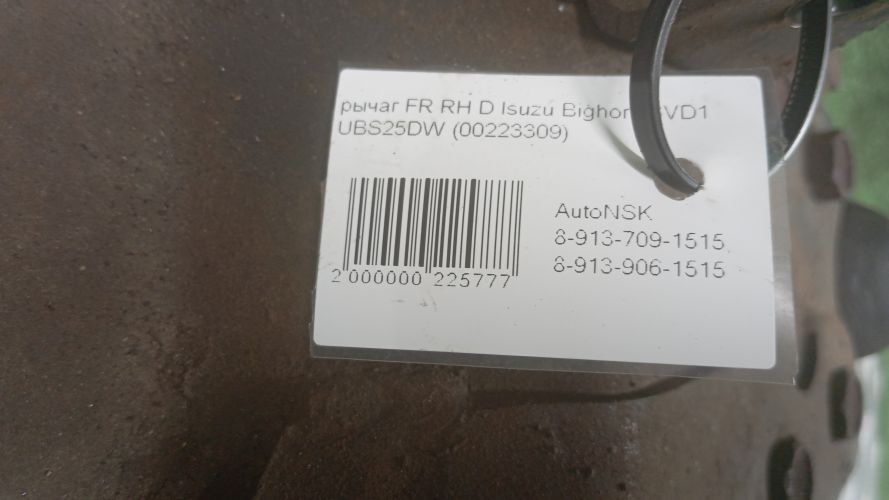 рычаг FR RH D Isuzu Bighorn VD1
UBS25DW (00223309)
AutoNSK
8-913-709-1515
8-913-906-1515
2 000000 225777